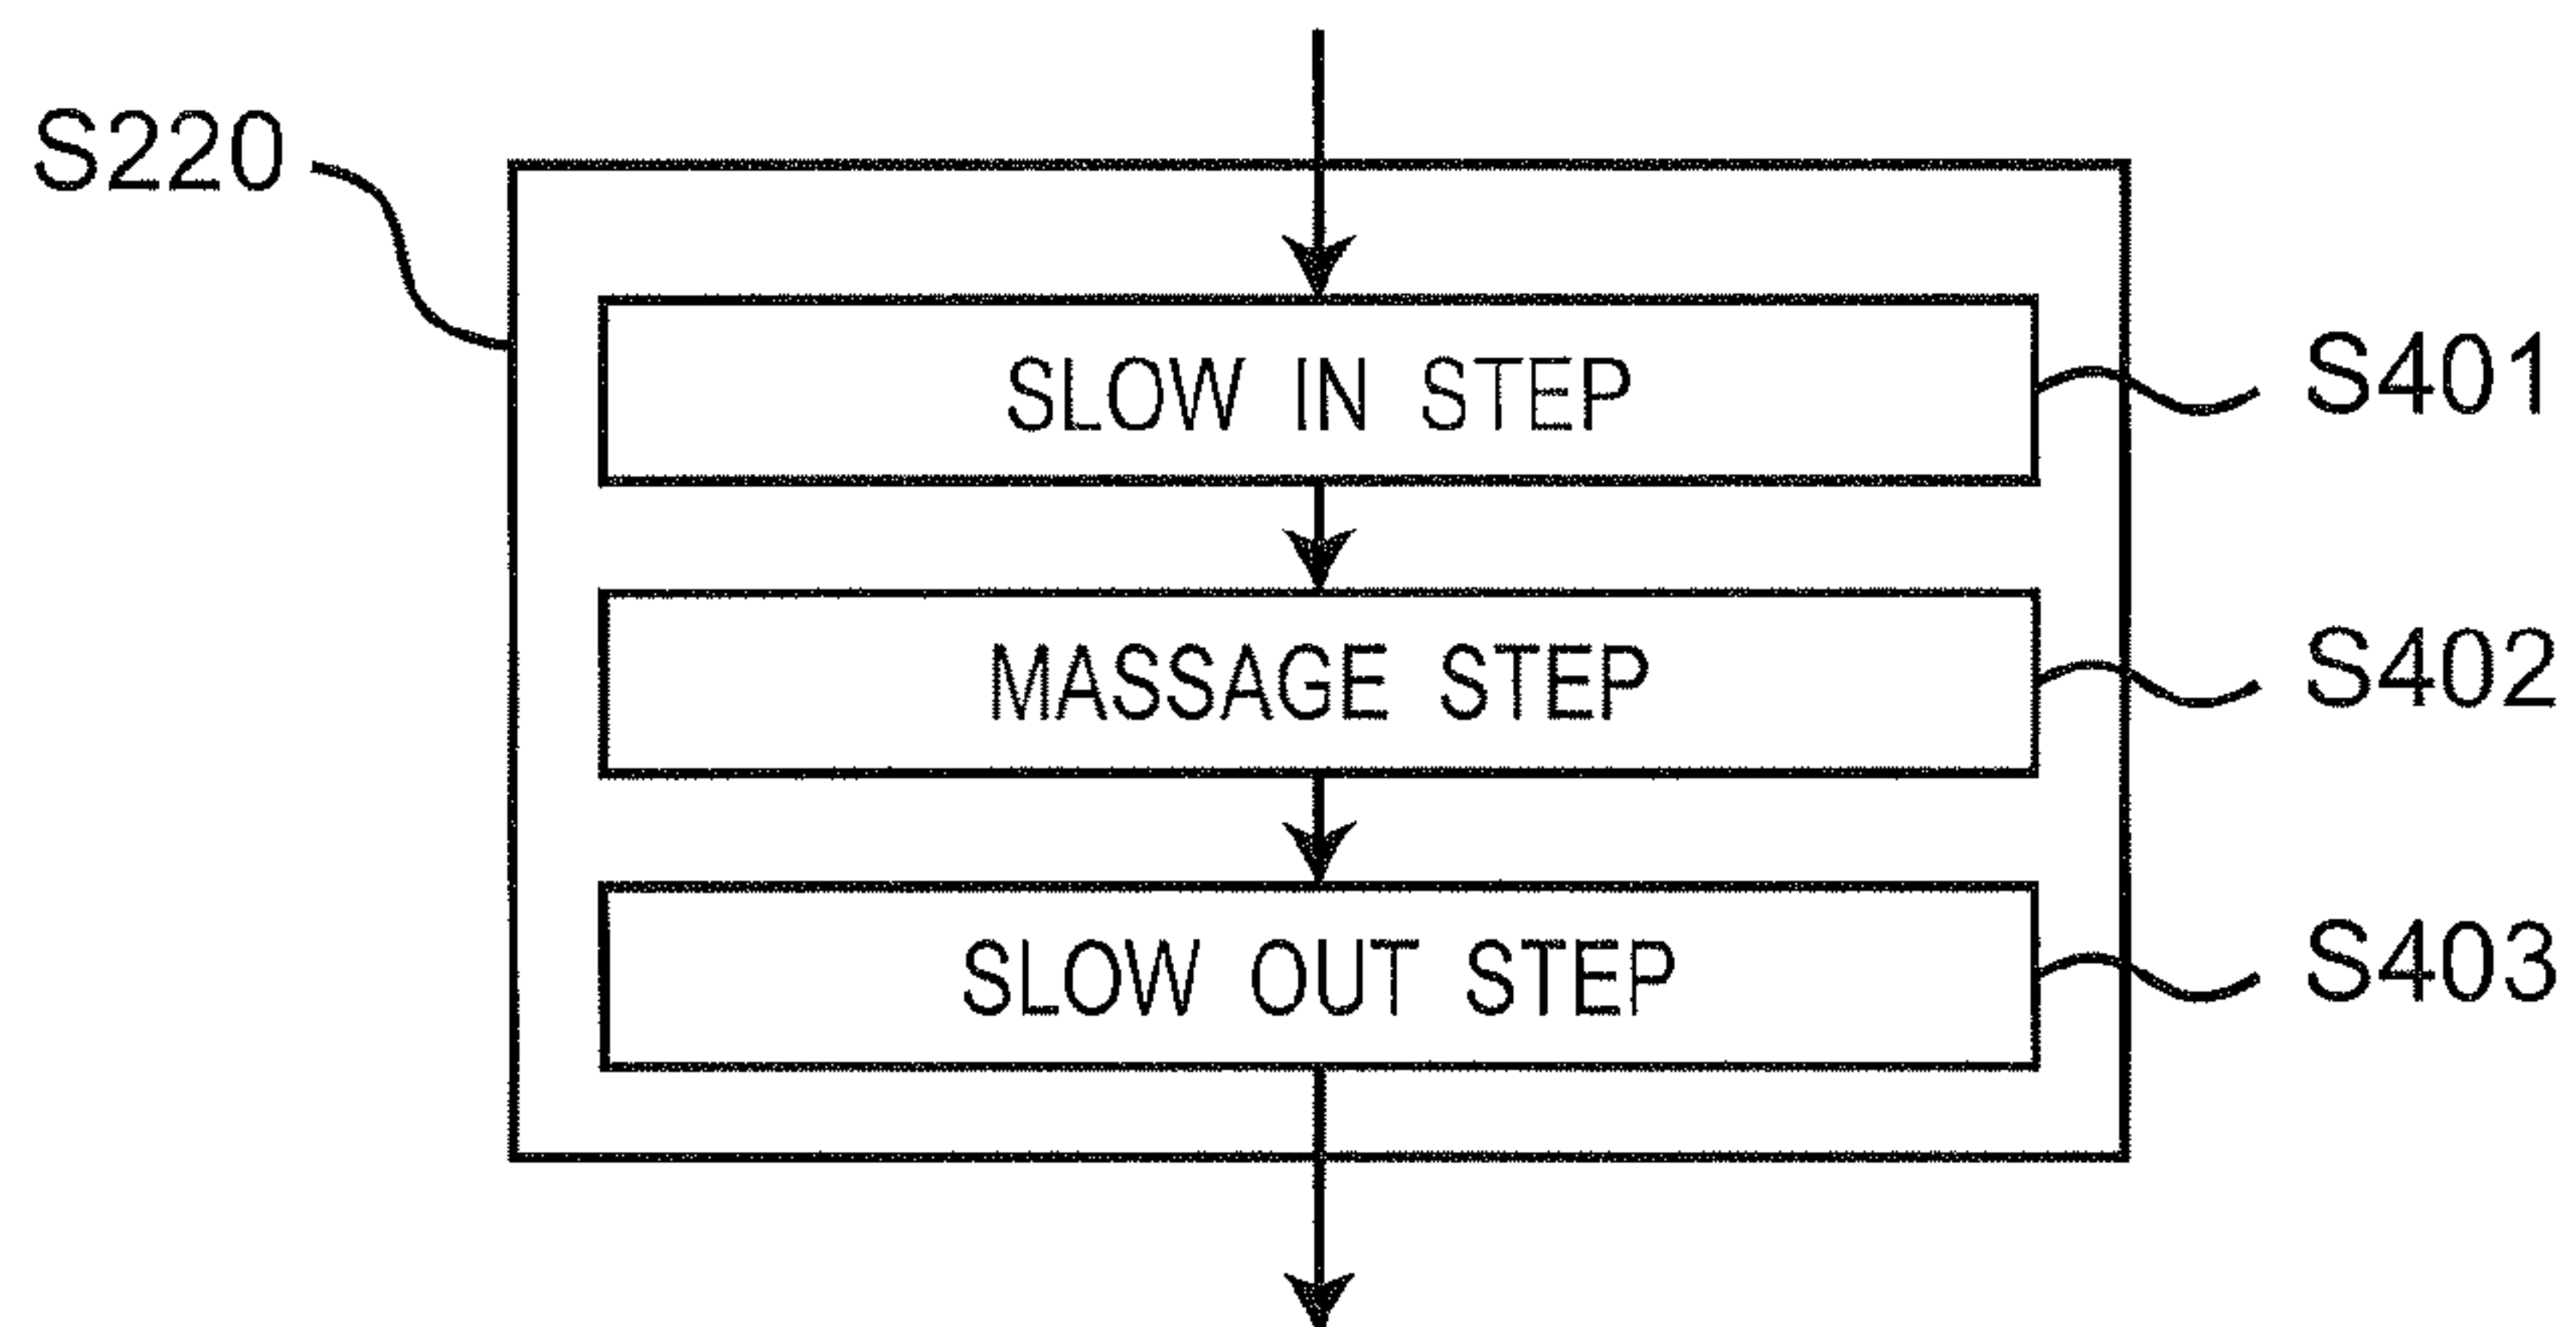 S220
SLOW IN STEP
S401
MASSAGE STEP
S402
SLOW OUT STEP
S403